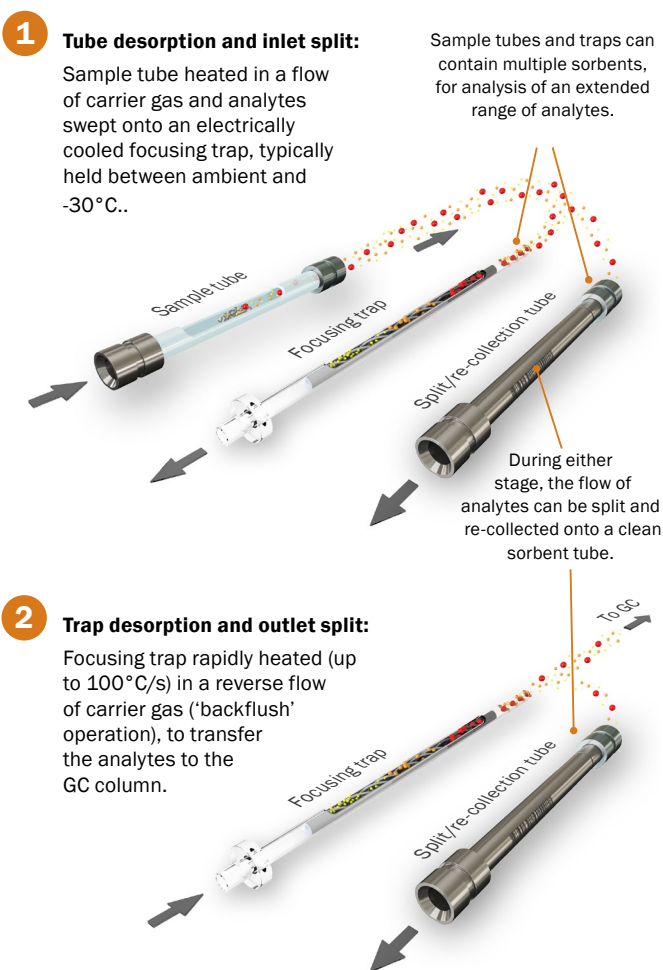 1
Tube desorption and inlet split:
Sample tube heated in a flow
of carrier gas and analytes
swept onto an electrically
cooled focusing trap, typically
held between ambient and
-30°C..
Sample tubes and traps can
contain multiple sorbents,
for analysis of an extended
range of analytes.
Sample tube
Focusing trap
Split/re-collection tube
During either
stage, the flow of
analytes can be split and
re-collected onto a clean
sorbent tube.
2
Trap desorption and outlet split:
Focusing trap rapidly heated (up
to 100°C/s) in a reverse flow
of carrier gas (‘backflush’
operation), to transfer
the analytes to the
GC column.
To GC
Focusing trap
Split/re-collection tube